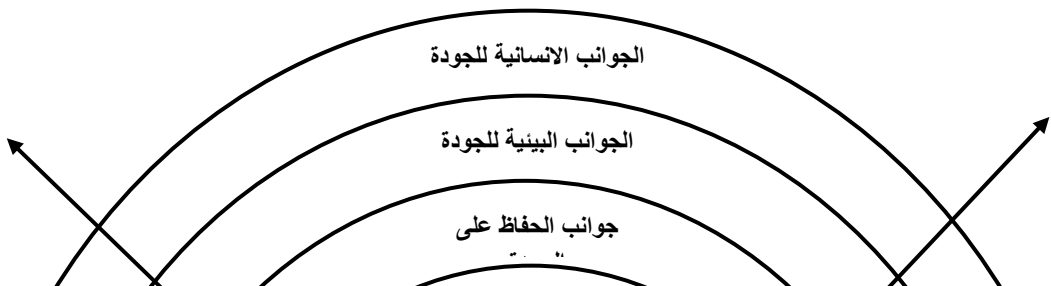 الجوانب الانسانية للجودة
الجوانب البيئية للجودة
جوانب الحفاظ على